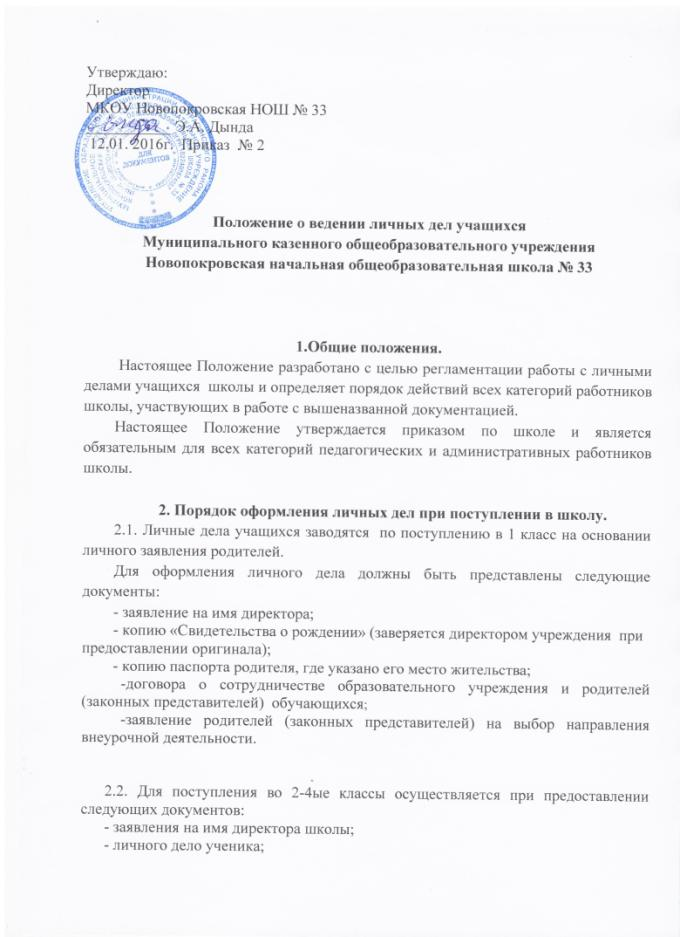 Утверждаю:
Директор
МКОУ Новопокровская НОШ № 33
Э.А. Дында
12.01. 2016г. Приказ № 2
ДЛЯ
ДОКУМЕНТОВ
Положение о ведении личных дел учащихся
Муниципального казенного общеобразовательного учреждения
Новопокровская начальная общеобразовательная школа № 33
1.Общие положения.
Настоящее Положение разработано с целью регламентации работы с личными
делами учащихся школы и определяет порядок действий всех категорий работников
школы, участвующих в работе с вышеназванной документацией.
Настоящее Положение утверждается приказом по школе и является
обязательным для всех категорий педагогических и административных работников
школы.
2. Порядок оформления личных дел при поступлении в школу.
2.1. Личные дела учащихся заводятся по поступлению в 1 класс на основании
личного заявления родителей.
Для оформления личного дела должны быть представлены следующие
документы:
- заявление на имя директора;
- копию «Свидетельства о рождении» (заверяется директором учреждения при
предоставлении оригинала);
- копию паспорта родителя, где указано его место жительства;
-договора о сотрудничестве образовательного учреждения и родителей
(законных представителей) обучающихся;
-заявление родителей (законных представителей) на выбор направления
внеурочной деятельности.
2.2. Для поступления во 2-4ые классы осуществляется при предоставлении
следующих документов:
- заявления на имя директора школы;
- личного дело ученика;